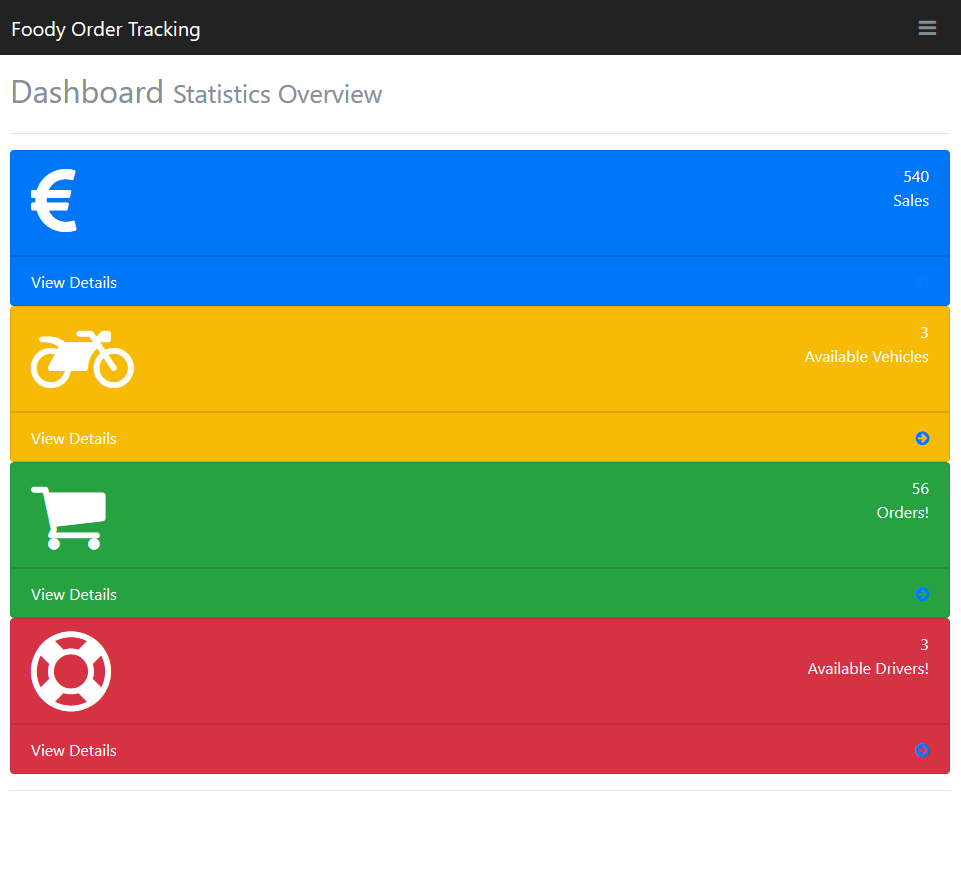 Foody Order Tracking
Dashboard Statistics Overview
540
Sales
View Details
3
Available Vehicles
View Details
56
Orders!
View Details
3
Available Drivers!
View Details